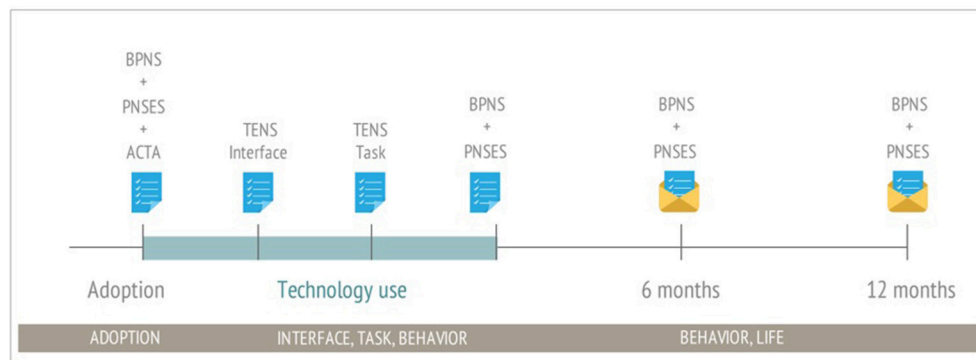 BPNS
+
PNSES
+
ACTA
TENS
Interface
TENS
Task
BPNS
+
PNSES
BPNS
+
PNSES
BPNS
+
PNSES
Adoption
Technology use
6 months
12 months
ADOPTION
INTERFACE, TASK, BEHAVIOR
BEHAVIOR, LIFE